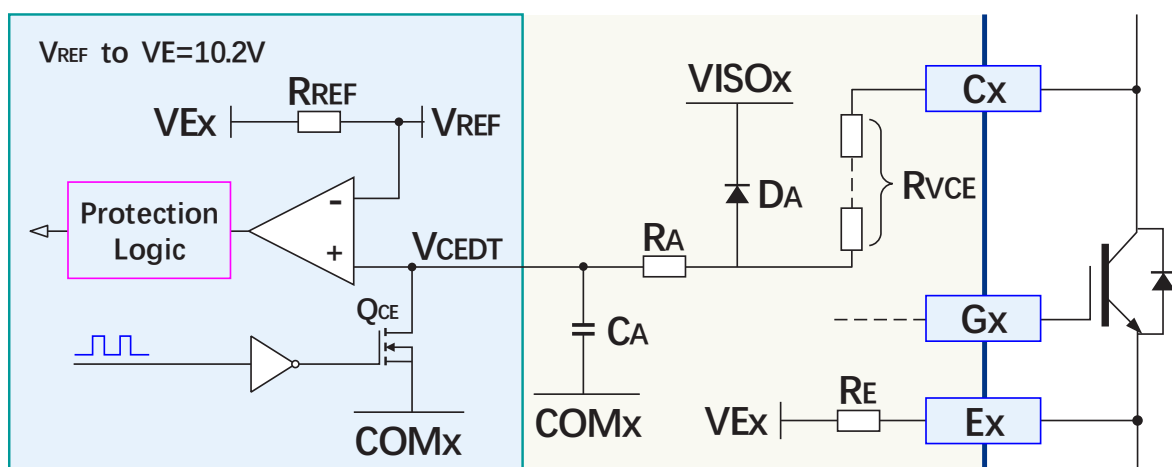 VREF to VE=10.2V
RREF
VEx
VREF
VISOx
Cx
DA
RVCE
Protection
Logic
-
+
VCEDT
RA
QCE
CA
Gx
COMx
COMx
VEx
RE
Ex